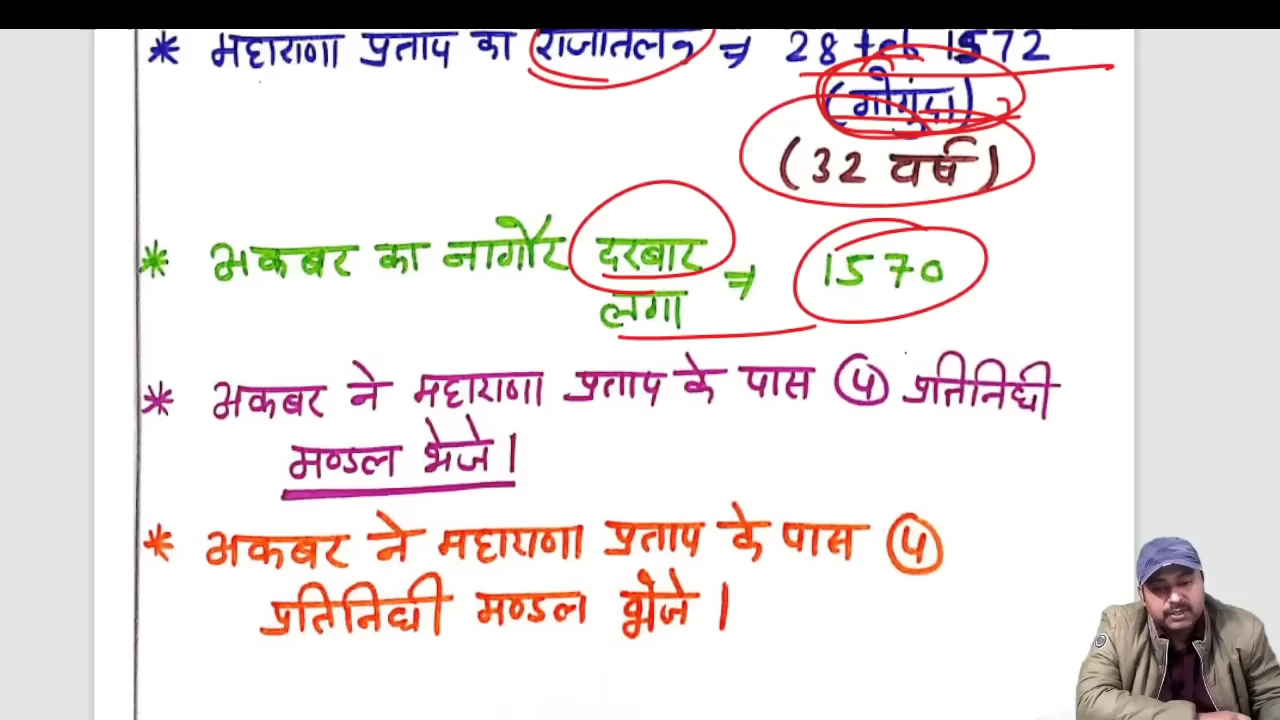 * महाराणा प्रताप का राजतिलक ⇒ 28 feb 1572
(गोगुंदा)
(32 वर्ष)
* अकबर का नागौर दरबार ⇒ 1570
लगा
* अकबर ने महाराणा प्रताप के पास 4 प्रतिनिधी
मण्डल भेजे।
* अकबर ने महाराणा प्रताप के पास 4
प्रतिनिधी मण्डल भेजे।